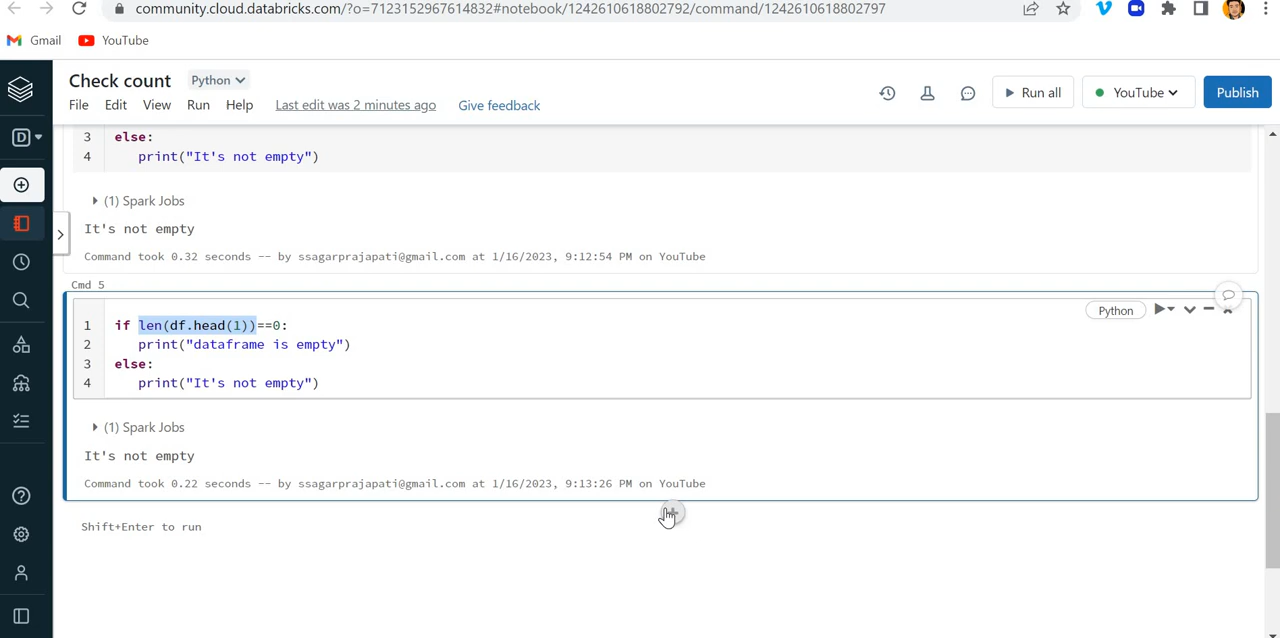 community.cloud.databricks.com/?o=7123152967614832#notebook/1242610618802792/command/1242610618802797
Gmail YouTube
Check count Python
File Edit View Run Help Last edit was 2 minutes ago Give feedback
Run all YouTube Publish
D
3 else:
4 print("It's not empty")
(1) Spark Jobs
It's not empty
Command took 0.32 seconds -- by ssagarprajapati@gmail.com at 1/16/2023, 9:12:54 PM on YouTube
Cmd 5
Python
1 if len(df.head(1))==0:
2 print("dataframe is empty")
3 else:
4 print("It's not empty")
(1) Spark Jobs
It's not empty
Command took 0.22 seconds -- by ssagarprajapati@gmail.com at 1/16/2023, 9:13:26 PM on YouTube
Shift+Enter to run